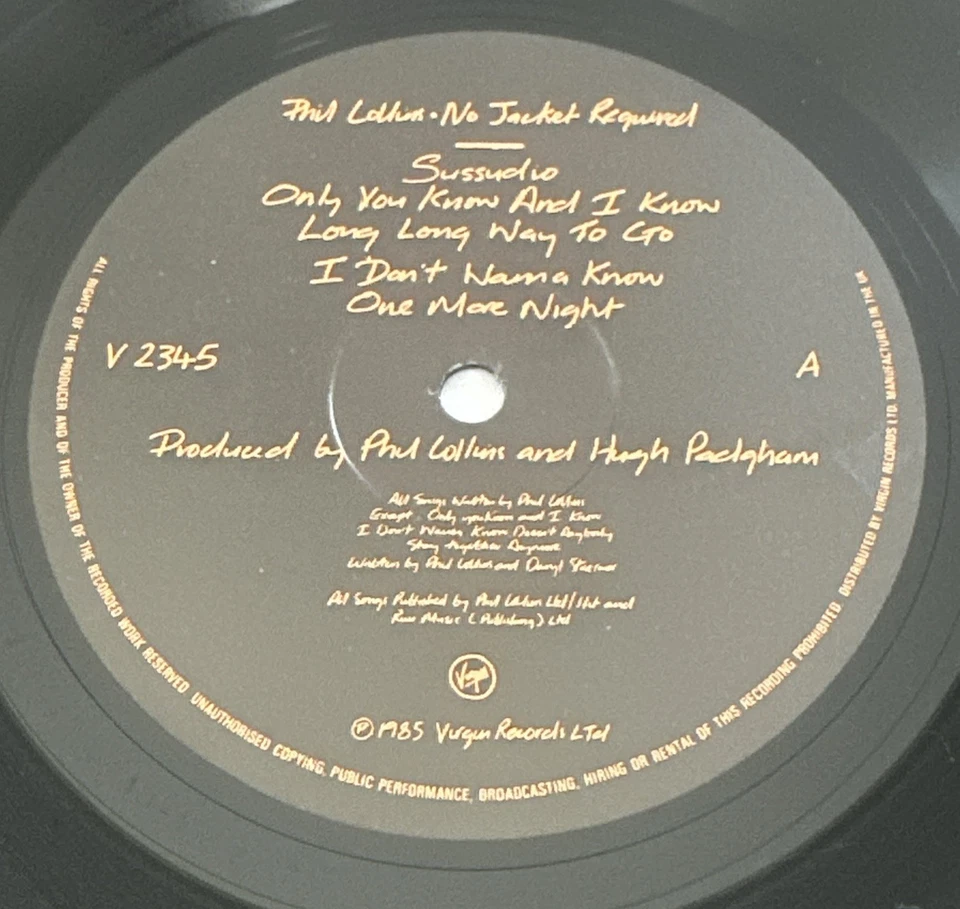 Phil Collins · No Jacket Required
Sussudio
Only You Know And I Know
Long Long Way To Go
I Don't Wanna Know
One More Night
V 2345
A
Produced by Phil Collins and Hugh Padgham
All Songs Written by Phil Collins
Except: Only you Know and I Know
I Don't Wanna Know Doesn't Anybody
Stay together Anymore
Written by Phil Collins and Daryl Stuermer
All Songs Published by Phil Collins Ltd/Hit and
Run Music (Publishing) Ltd
Virgin
Ⓟ 1985 Virgin Records LTd
ALL RIGHTS OF THE PRODUCER AND OF THE OWNER OF THE RECORDED WORK RESERVED UNAUTHORISED COPYING, PUBLIC PERFORMANCE, BROADCASTING, HIRING OR RENTAL OF THIS RECORDING PROHIBITED DISTRIBUTED BY VIRGIN RECORDS LTD. MANUFACTURED IN THE UK